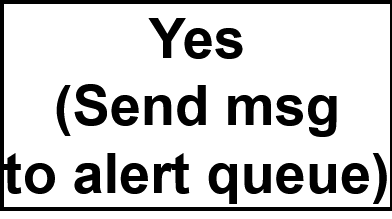 Yes
(Send msg
to alert queue)